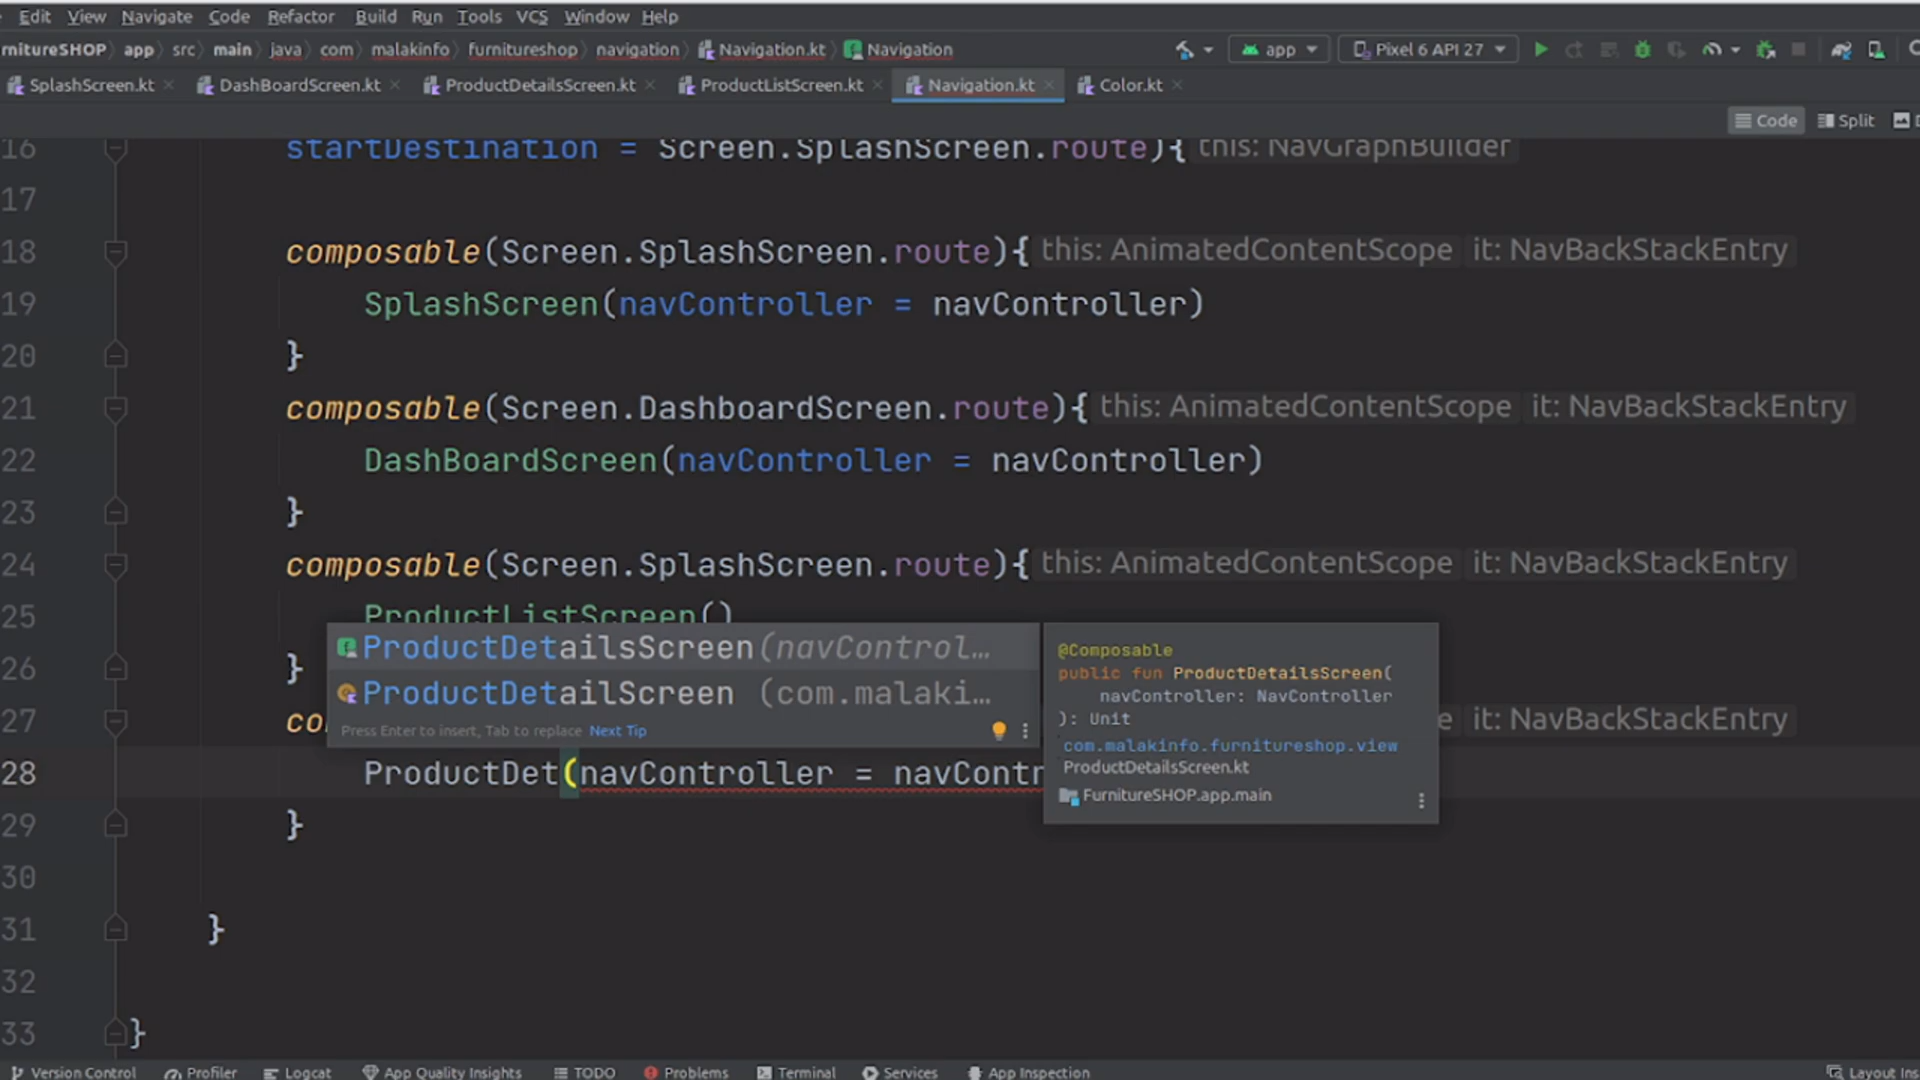 Edit View Navigate Code Refactor Build Run Tools VCS Window Help
rnitureSHOP app src main java com malakinfo furnitureshop navigation Navigation.kt Navigation app Pixel 6 API 27
SplashScreen.kt DashBoardScreen.kt ProductDetailsScreen.kt ProductListScreen.kt Navigation.kt Color.kt
Code Split
16 startDestination = Screen.SplashScreen.route){ this: NavGraphBuilder
17
18 composable(Screen.SplashScreen.route){ this: AnimatedContentScope it: NavBackStackEntry
19 SplashScreen(navController = navController)
20 }
21 composable(Screen.DashboardScreen.route){ this: AnimatedContentScope it: NavBackStackEntry
22 DashBoardScreen(navController = navController)
23 }
24 composable(Screen.SplashScreen.route){ this: AnimatedContentScope it: NavBackStackEntry
25 ProductListScreen()
26 }
ProductDetailsScreen(navControl…
ProductDetailScreen (com.malaki…
Press Enter to insert, Tab to replace Next Tip
@Composable
public fun ProductDetailsScreen(
navController: NavController
): Unit
com.malakinfo.furnitureshop.view
ProductDetailsScreen.kt
FurnitureSHOP.app.main
27 co e it: NavBackStackEntry
28 ProductDet(navController = navContr
29 }
30
31 }
32
33 }
Version Control Profiler Logcat App Quality Insights TODO Problems Terminal Services App Inspection Layout Ins